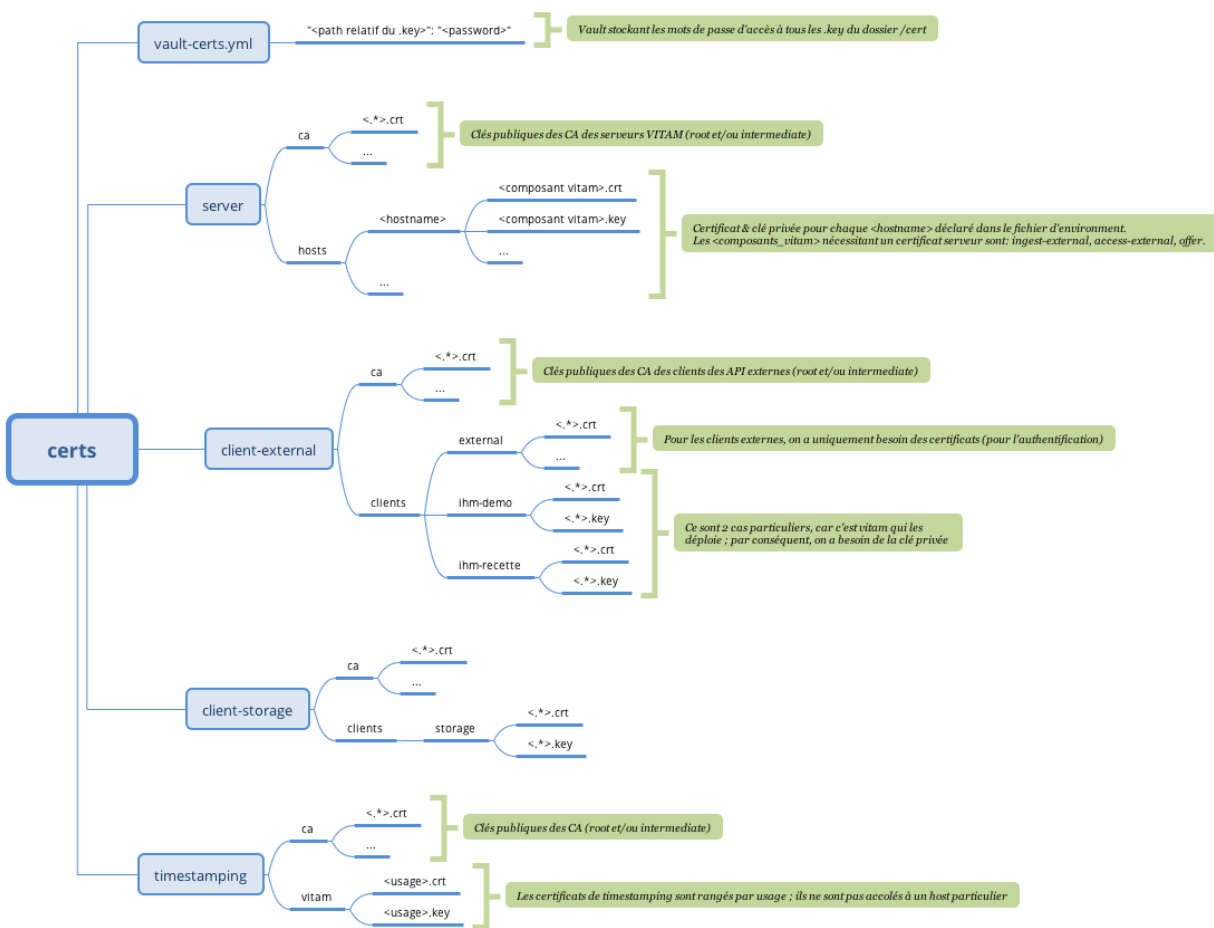 vault-certs.yml
"<path relatif du .key>": "<password>"
Vault stockant les mots de passe d'accès à tous les .key du dossier /cert
server
ca
<.*>.crt
...
Clés publiques des CA des serveurs VITAM (root et/ou intermediate)
hosts
<hostname>
<composant vitam>.crt
<composant vitam>.key
...
...
Certificat & clé privée pour chaque <hostname> déclaré dans le fichier d'environment.
Les <composants_vitam> nécessitant un certificat serveur sont: ingest-external, access-external, offer.
certs
client-external
ca
<.*>.crt
...
Clés publiques des CA des clients des API externes (root et/ou intermediate)
clients
external
<.*>.crt
...
Pour les clients externes, on a uniquement besoin des certificats (pour l'authentification)
ihm-demo
<.*>.crt
<.*>.key
ihm-recette
<.*>.crt
<.*>.key
Ce sont 2 cas particuliers, car c'est vitam qui les
déploie ; par conséquent, on a besoin de la clé privée
client-storage
ca
<.*>.crt
...
clients
storage
<.*>.crt
<.*>.key
timestamping
ca
<.*>.crt
...
Clés publiques des CA (root et/ou intermediate)
vitam
<usage>.crt
<usage>.key
Les certificats de timestamping sont rangés par usage ; ils ne sont pas accolés à un host particulier